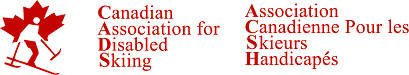 Canadian
Association for
Disabled
Skiing
Association
Canadienne Pour les
Skieurs
Handicapés